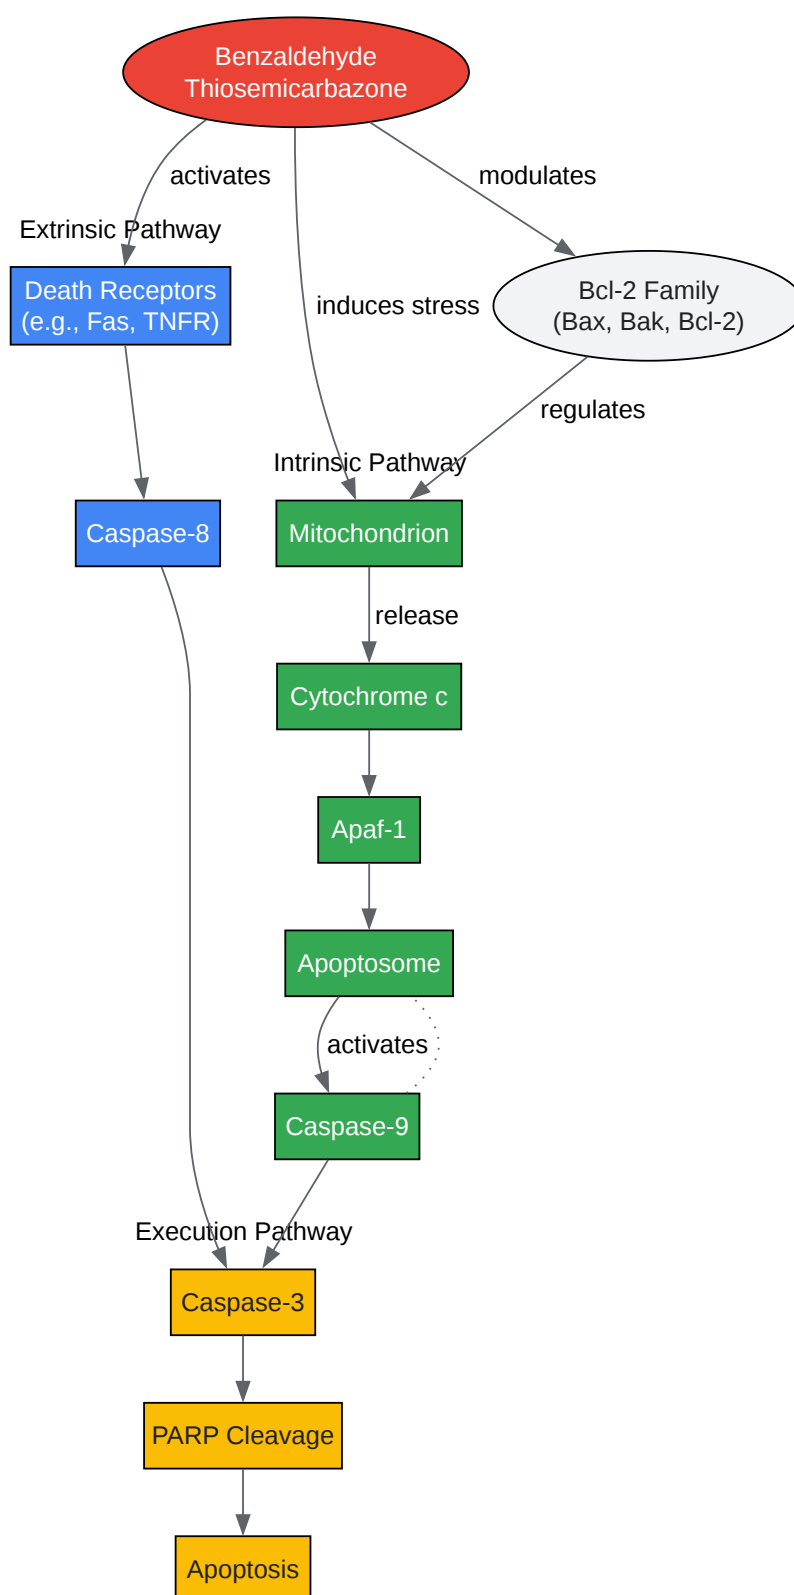 Benzaldehyde
Thiosemicarbazone
activates
modulates
Extrinsic Pathway
Death Receptors
(e.g., Fas, TNFR)
induces stress
Bcl-2 Family
(Bax, Bak, Bcl-2)
regulates
Intrinsic Pathway
Caspase-8
Mitochondrion
release
Cytochrome c
Apaf-1
Apoptosome
activates
Caspase-9
Execution Pathway
Caspase-3
PARP Cleavage
Apoptosis